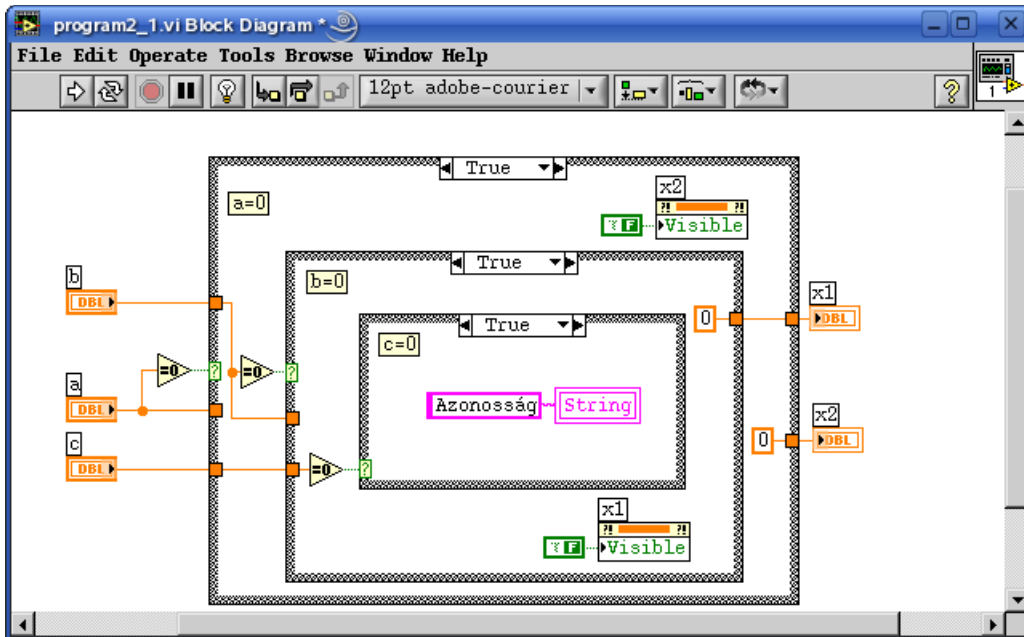 program2_1.vi Block Diagram *
File Edit Operate Tools Browse Window Help
12pt adobe-courier
?
1
True
a=0
x2
?! ?!
F Visible
True
b=0
b
DBL
x1
0
DBL
True
c=0
=0 ? =0 ?
a
DBL
Azonosság String
x2
0
DBL
c
DBL
=0 ?
x1
?! ?!
F Visible